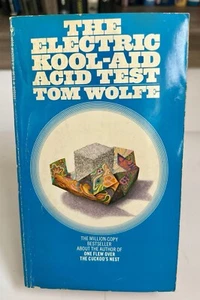 THE
ELECTRIC
KOOL-AID
ACID TEST
TOM WOLFE
THE MILLION-COPY
BESTSELLER
ABOUT THE AUTHOR OF
ONE FLEW OVER
THE CUCKOO'S NEST